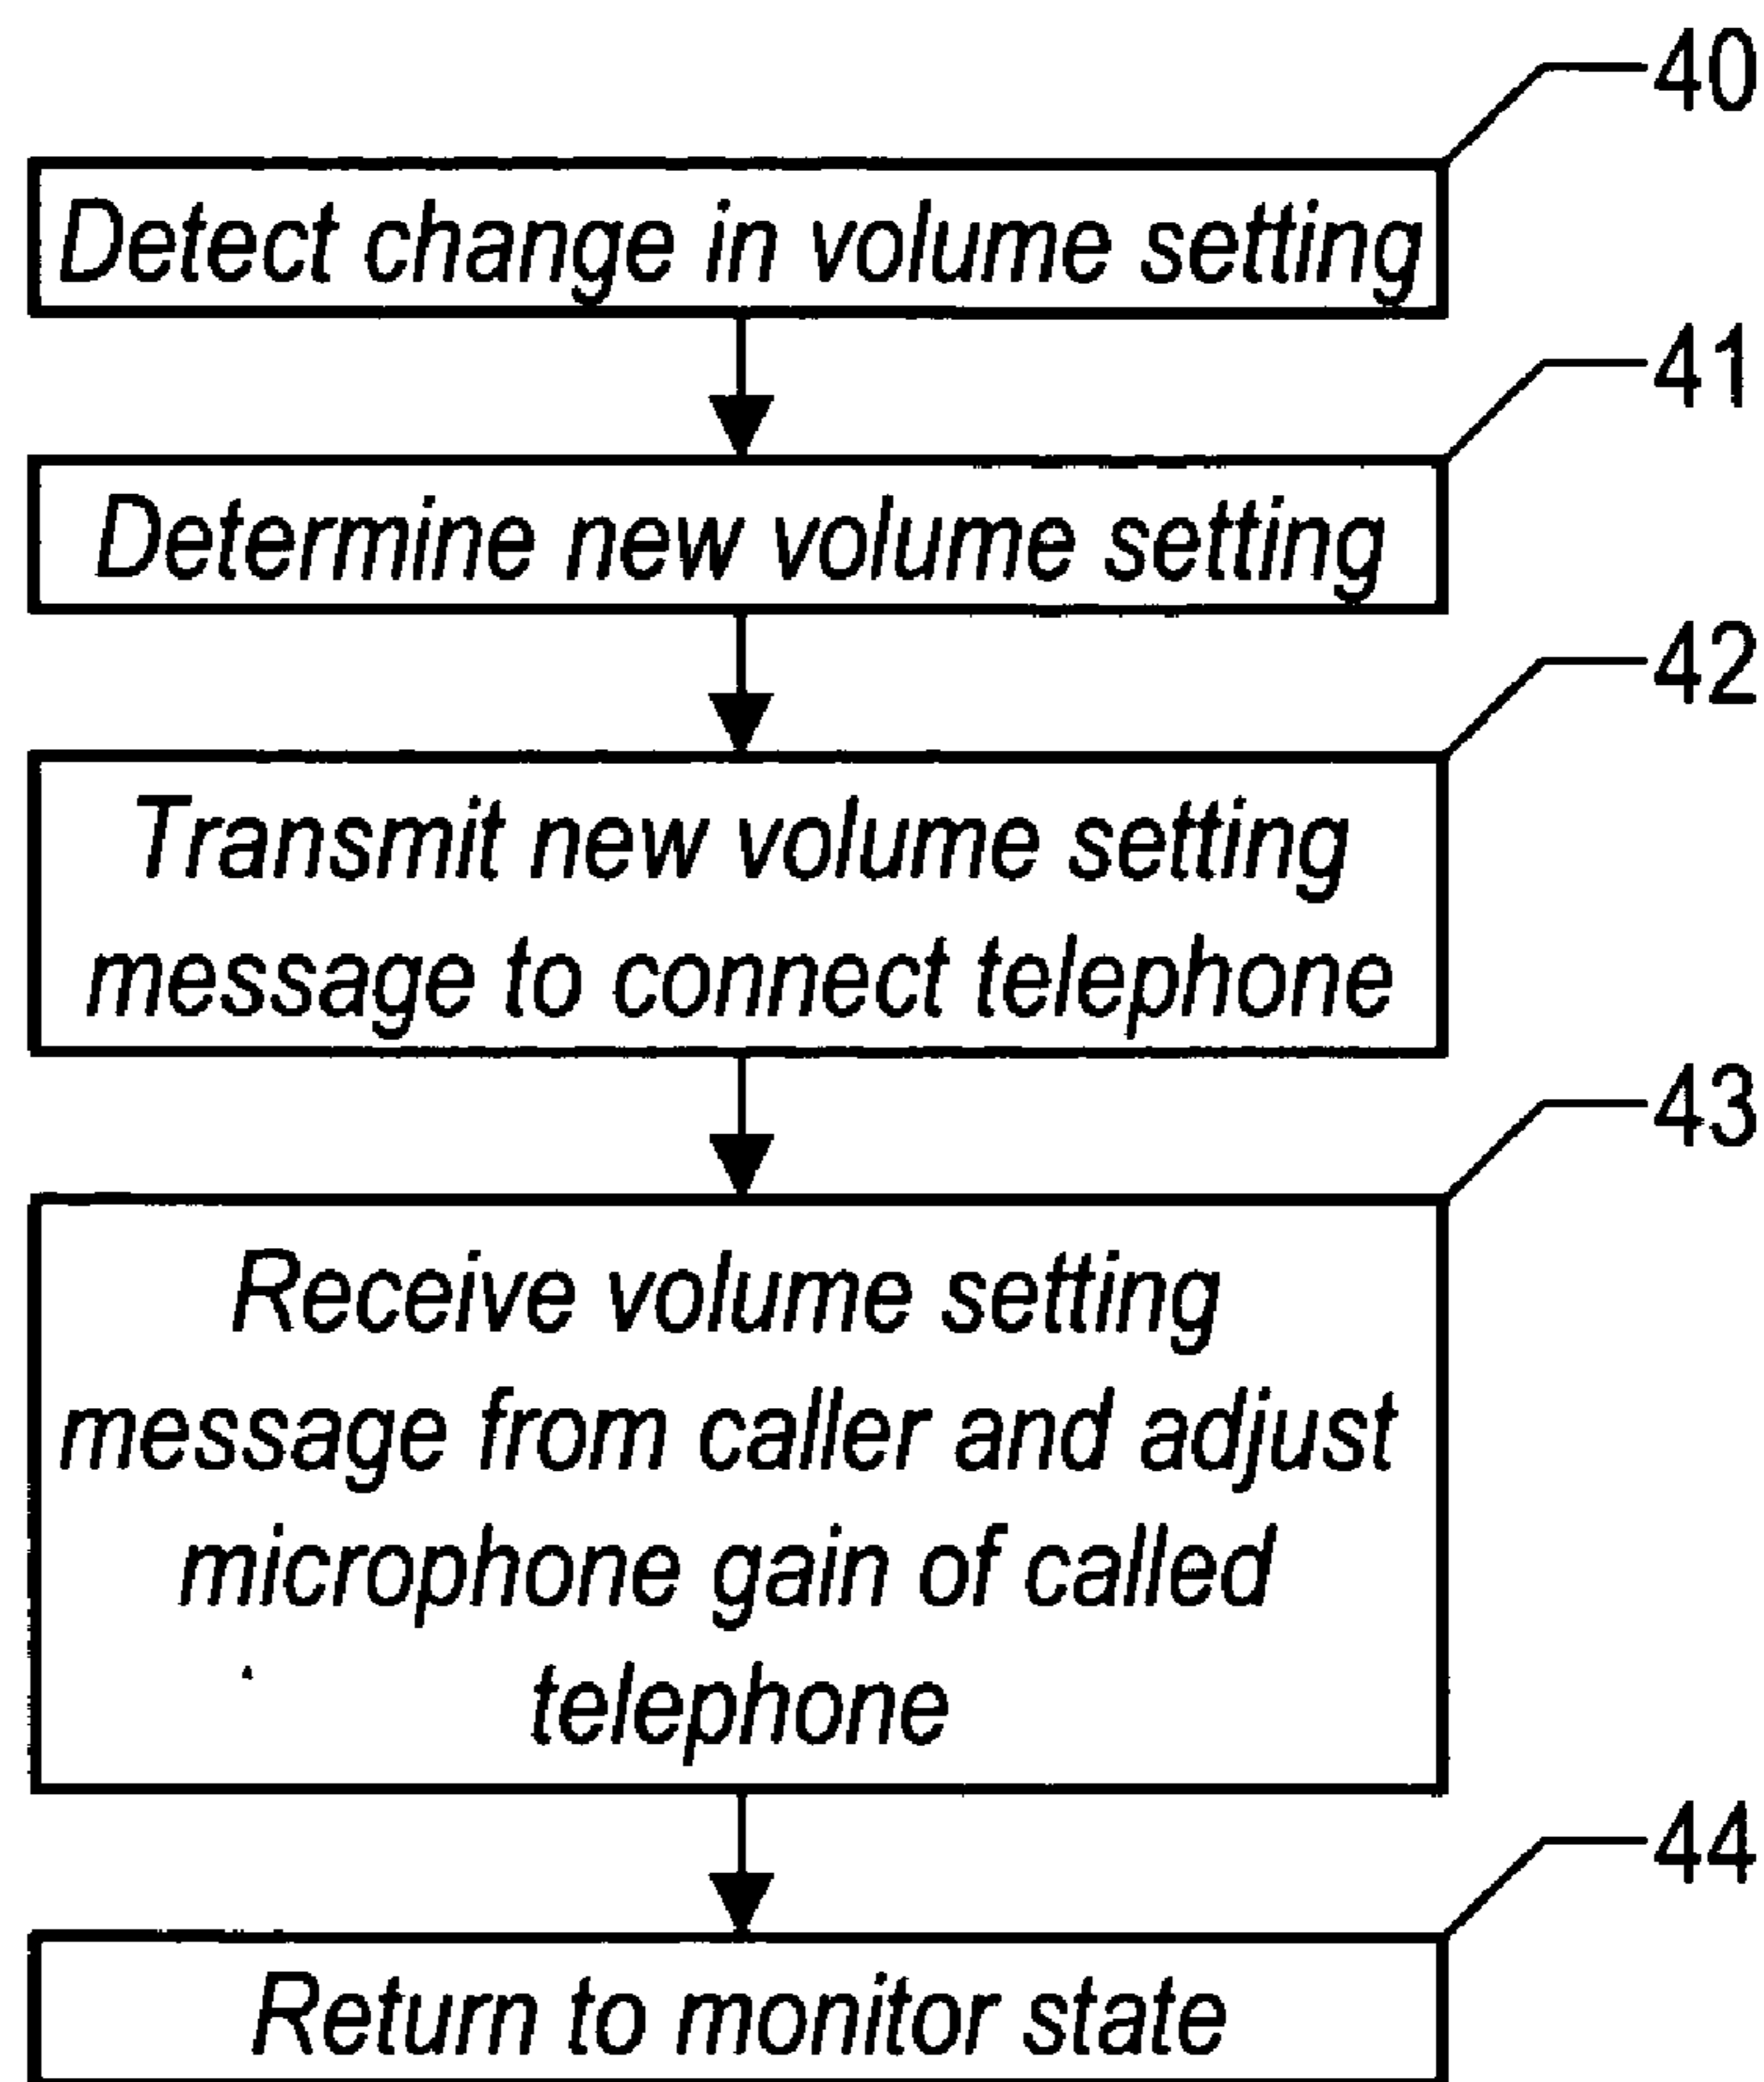 40
Detect change in volume setting
41
Determine new volume setting
42
Transmit new volume setting
message to connect telephone
43
Receive volume setting
message from caller and adjust
microphone gain of called
telephone
44
Return to monitor state